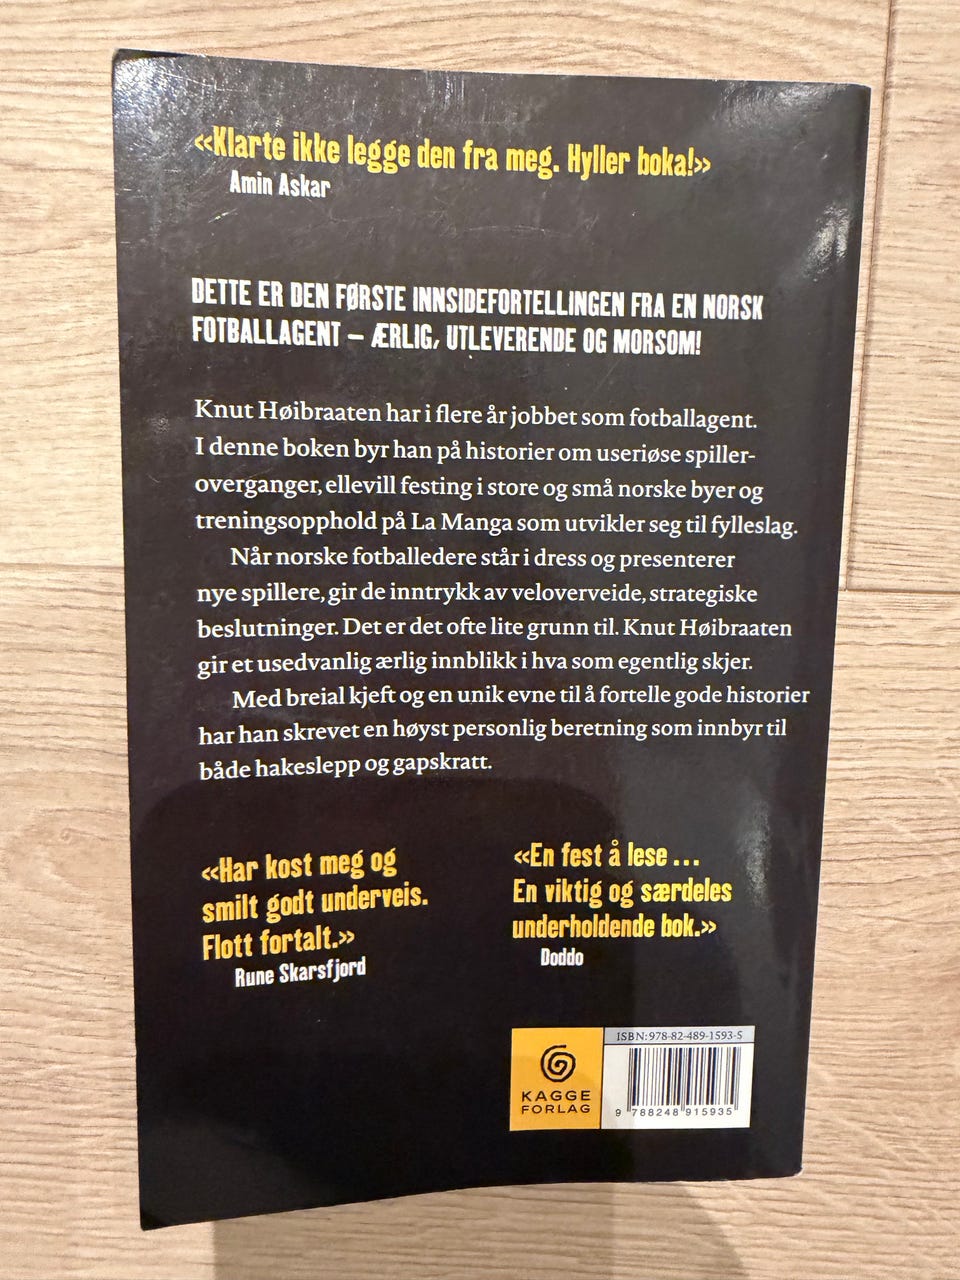 «Klarte ikke legge den fra meg. Hyller boka!»
Amin Askar
DETTE ER DEN FØRSTE INNSIDEFORTELLINGEN FRA EN NORSK
FOTBALLAGENT – ÆRLIG, UTLEVERENDE OG MORSOM!
Knut Høibraaten har i flere år jobbet som fotballagent.
I denne boken byr han på historier om useriøse spiller-
overganger, ellevill festing i store og små norske byer og
treningsopphold på La Manga som utvikler seg til fylleslag.
Når norske fotballedere står i dress og presenterer
nye spillere, gir de inntrykk av veloverveide, strategiske
beslutninger. Det er det ofte lite grunn til. Knut Høibraaten
gir et usedvanlig ærlig innblikk i hva som egentlig skjer.
Med breial kjeft og en unik evne til å fortelle gode historier
har han skrevet en høyst personlig beretning som innbyr til
både hakeslepp og gapskratt.
«Har kost meg og
smilt godt underveis.
Flott fortalt.»
Rune Skarsfjord
«En fest å lese ...
En viktig og særdeles
underholdende bok.»
Doddo
KAGGE
FORLAG
ISBN: 978-82-489-1593-5
9 788248 915935